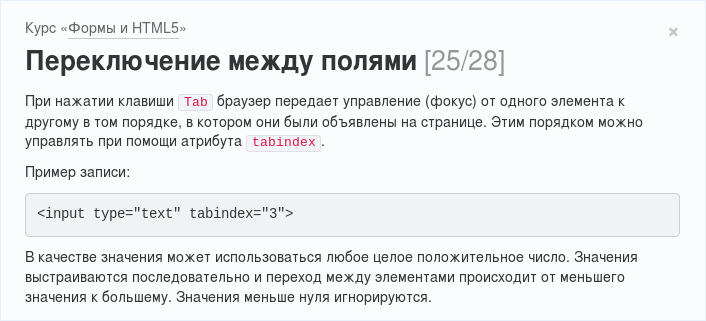 Курс «Формы и HTML5»
×
Переключение между полями [25/28]
При нажатии клавиши Tab браузер передает управление (фокус) от одного элемента к
другому в том порядке, в котором они были объявлены на странице. Этим порядком можно
управлять при помощи атрибута tabindex.
Пример записи:
<input type="text" tabindex="3">
В качестве значения может использоваться любое целое положительное число. Значения
выстраиваются последовательно и переход между элементами происходит от меньшего
значения к большему. Значения меньше нуля игнорируются.